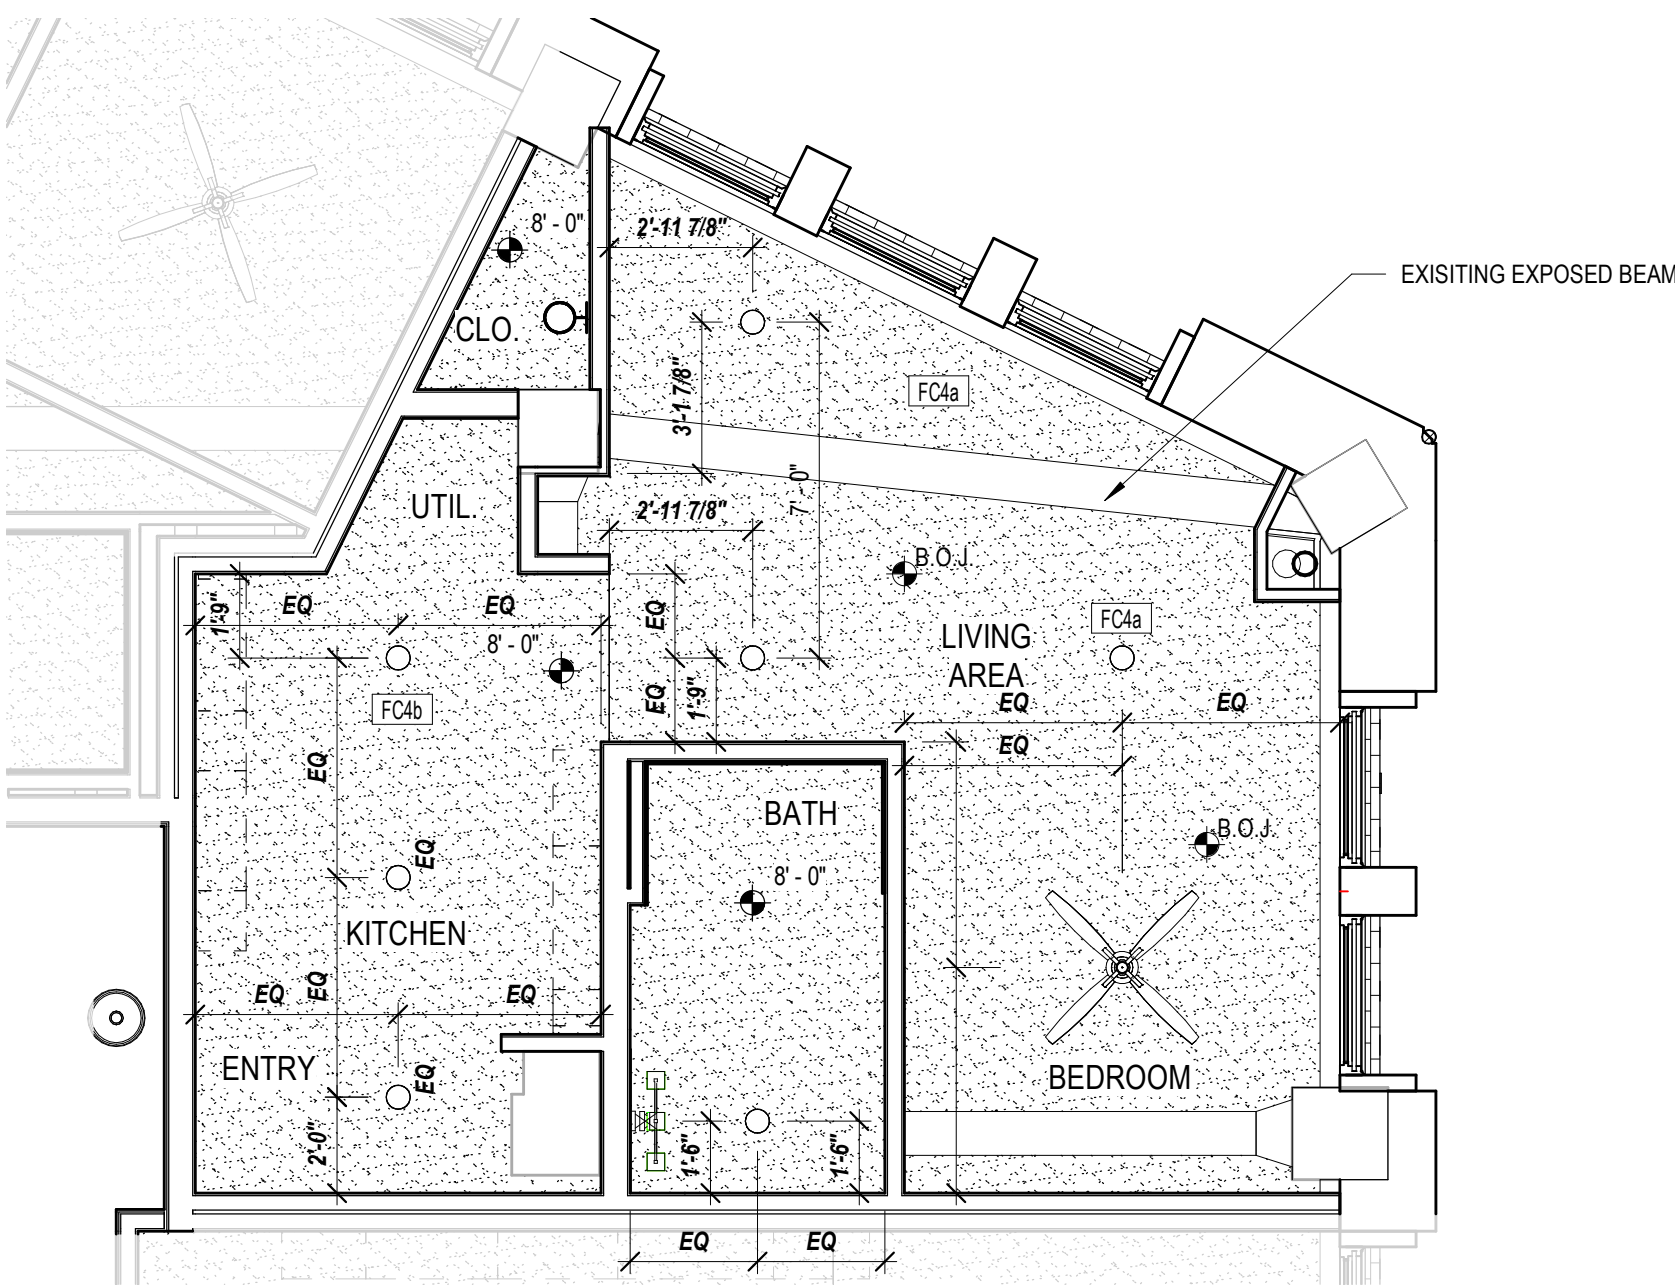 8' - 0"
2'-11 7/8"
EXISITING EXPOSED BEAM
CLO.
3'-1 7/8"
FC4a
7' - 0"
UTIL.
2'-11 7/8"
B.O.J.
1'-9"
EQ
EQ
EQ
8' - 0"
FC4a
LIVING
AREA
FC4b
EQ
1'-9"
EQ
EQ
EQ
EQ
BATH
B.O.J.
EQ
8' - 0"
KITCHEN
EQ
EQ
EQ
ENTRY
EQ
BEDROOM
2'-0"
1'-6"
1'-6"
EQ
EQ